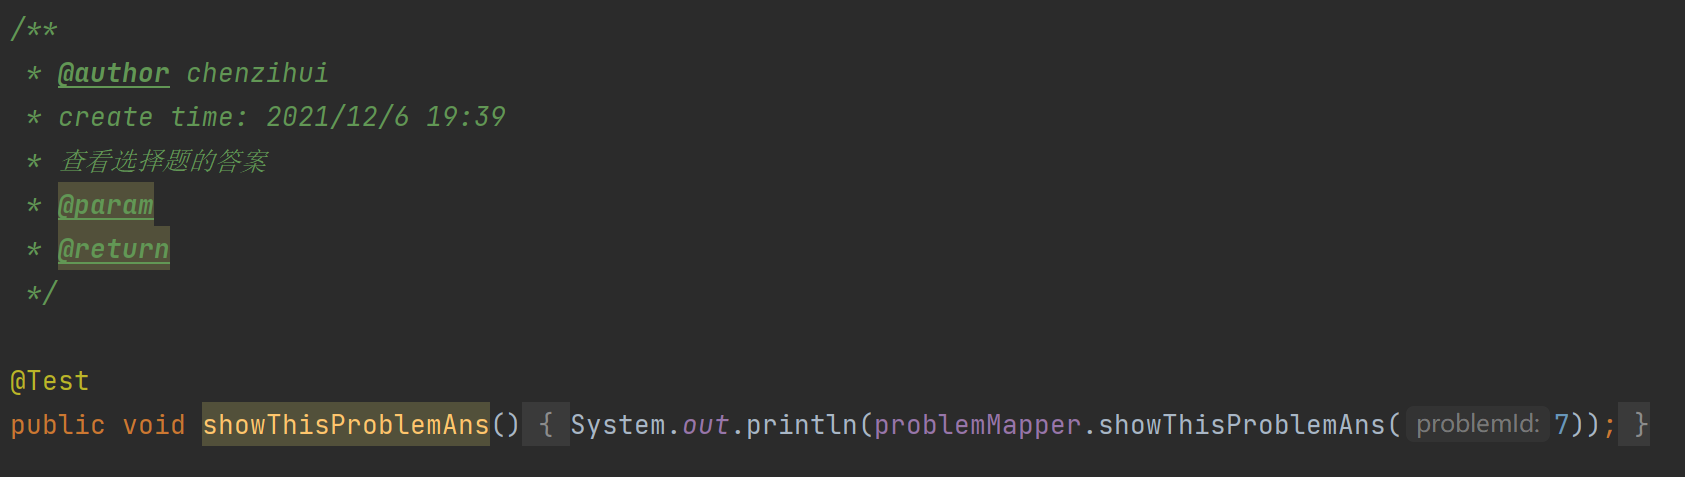 /**
* @author chenzihui
* create time: 2021/12/6 19:39
* 查看选择题的答案
* @param
* @return
*/
@Test
public void showThisProblemAns() { System.out.println(problemMapper.showThisProblemAns( problemId: 7)); }